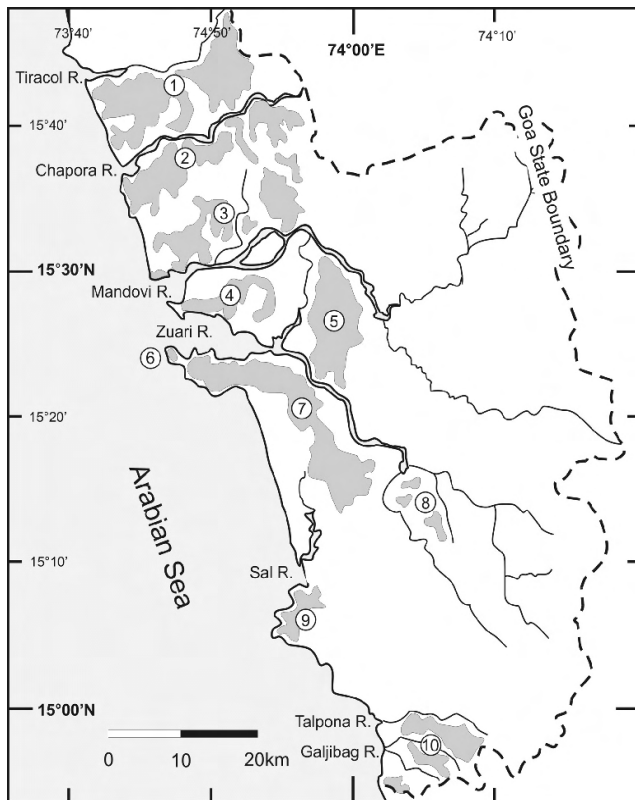 73°40'
74°50'
74°00'E
74°10'
Tiracol R.
1
15°40'
2
Chapora R.
3
Goa State Boundary
15°30'N
Mandovi R.
4
5
Zuari R.
6
15°20'
7
8
Arabian Sea
15°10'
Sal R.
9
15°00'N
Talpona R.
Galjibag R.
10
0 10 20km